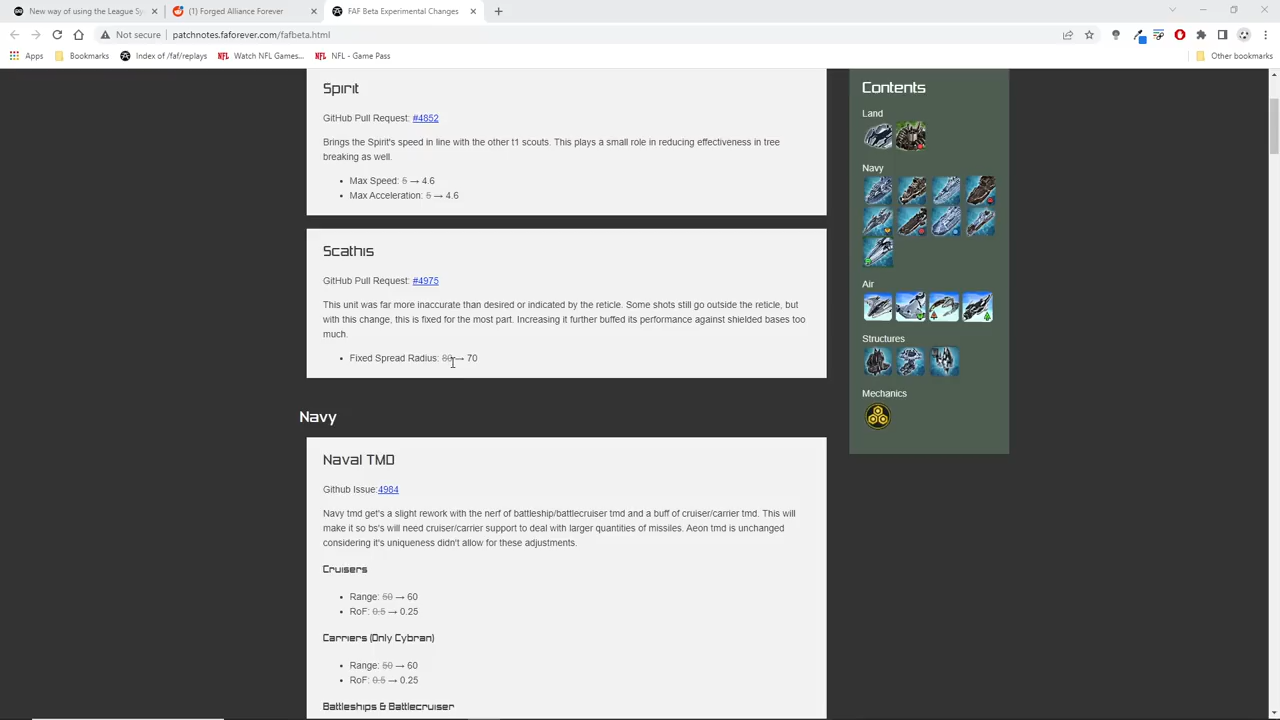 New way of using the League Sy
(1) Forged Alliance Forever
FAF Beta Experimental Changes
Not secure
patchnotes.faforever.com/fafbeta.html
Apps
Bookmarks
Index of /faf/replays
Watch NFL Games...
NFL - Game Pass
Other bookmarks
Spirit
GitHub Pull Request: #4852
Brings the Spirit's speed in line with the other t1 scouts. This plays a small role in reducing effectiveness in tree
breaking as well.
• Max Speed: 5 → 4.6
• Max Acceleration: 5 → 4.6
Scathis
GitHub Pull Request: #4975
This unit was far more inaccurate than desired or indicated by the reticle. Some shots still go outside the reticle, but
with this change, this is fixed for the most part. Increasing it further buffed its performance against shielded bases too
much.
• Fixed Spread Radius: 80 → 70
Navy
Naval TMD
Github Issue:4984
Navy tmd get's a slight rework with the nerf of battleship/battlecruiser tmd and a buff of cruiser/carrier tmd. This will
make it so bs's will need cruiser/carrier support to deal with larger quantities of missiles. Aeon tmd is unchanged
considering it's uniqueness didn't allow for these adjustments.
Cruisers
• Range: 50 → 60
• RoF: 0.5 → 0.25
Carriers (Only Cybran)
• Range: 50 → 60
• RoF: 0.5 → 0.25
Battleships & Battlecruiser
Contents
Land
Navy
Air
Structures
Mechanics